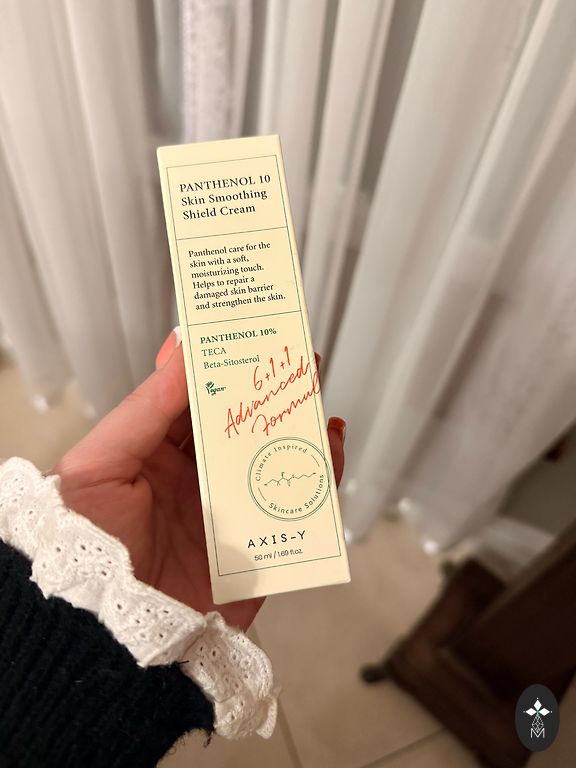 PANTHENOL 10
Skin Smoothing
Shield Cream
Panthenol care for the
skin with a soft,
moisturizing touch.
Helps to repair a
damaged skin barrier
and strengthen the skin.
PANTHENOL 10%
TECA
Beta-Sitosterol
Vegan
6+1+1
Advanced
Formula
Climate Inspired
Skincare Solutions
AXIS-Y
50 ml / 1.69 fl.oz.
M